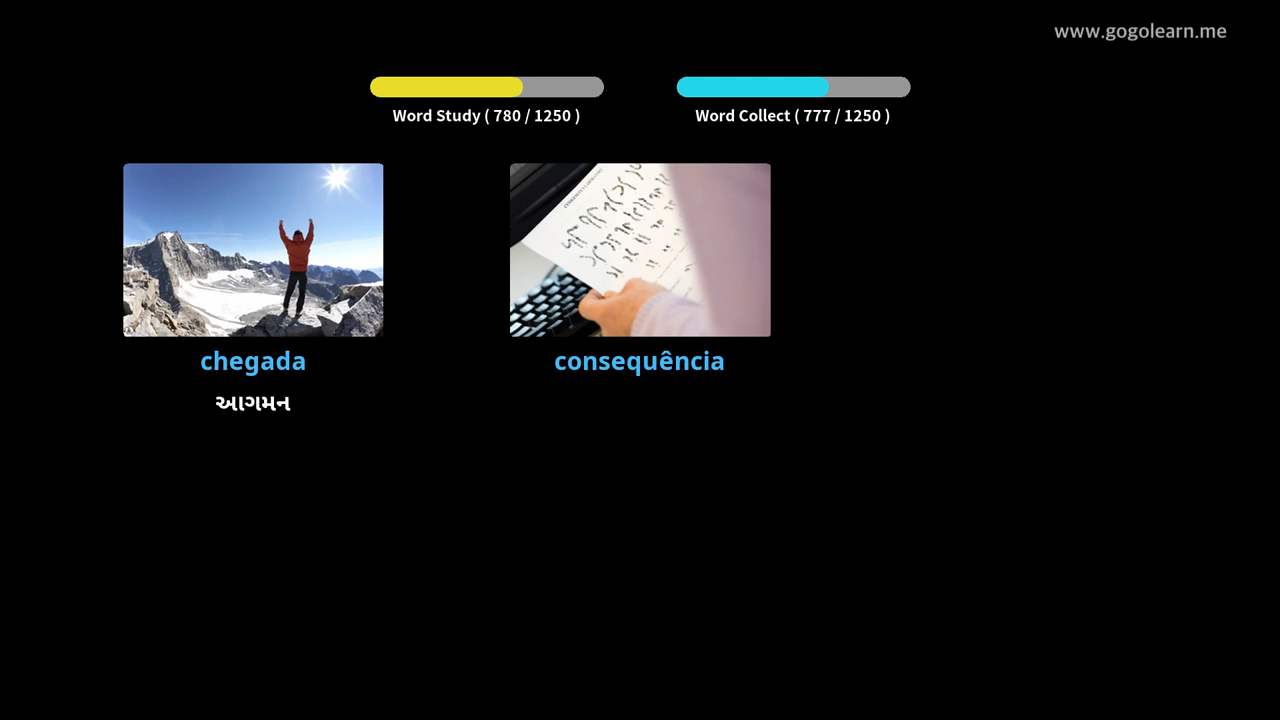 www.gogolearn.me
Word Study ( 780 / 1250 )
Word Collect ( 777 / 1250 )
chegada
consequência
આગમન